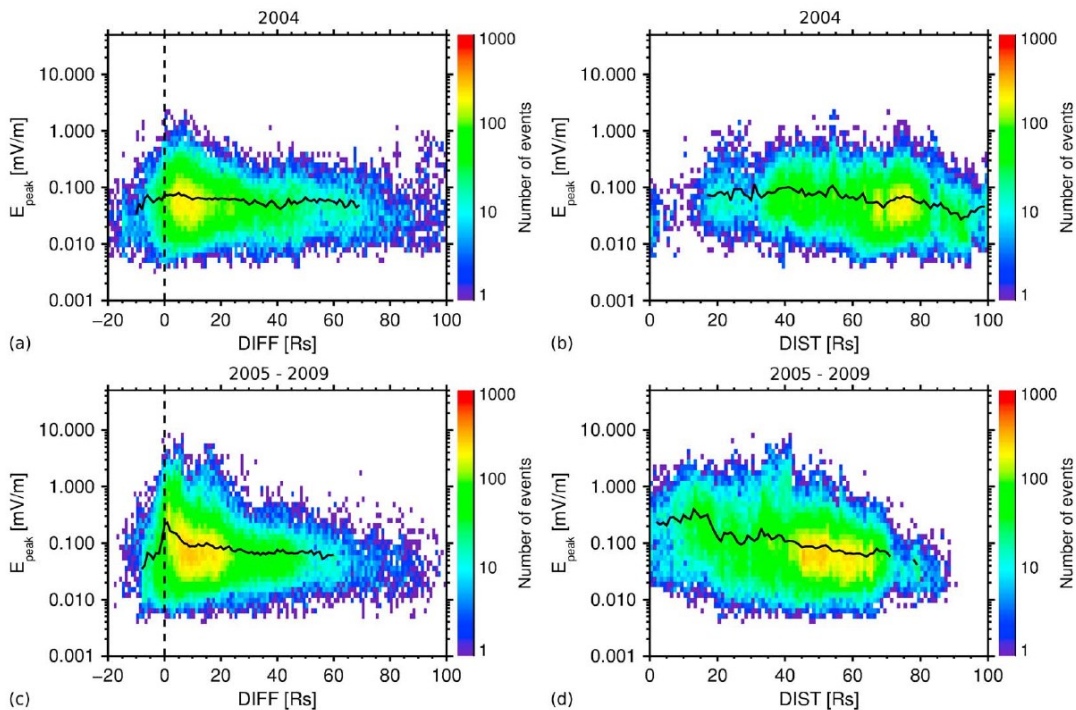 2004
10.000
1.000
0.100
0.010
0.001
E_peak [mV/m]
−20 0 20 40 60 80 100
DIFF [Rs]
(a)
1000
100
10
1
Number of events
2004
10.000
1.000
0.100
0.010
0.001
E_peak [mV/m]
0 20 40 60 80 100
DIST [Rs]
(b)
1000
100
10
1
Number of events
2005 - 2009
10.000
1.000
0.100
0.010
0.001
E_peak [mV/m]
−20 0 20 40 60 80 100
DIFF [Rs]
(c)
1000
100
10
1
Number of events
2005 - 2009
10.000
1.000
0.100
0.010
0.001
E_peak [mV/m]
0 20 40 60 80 100
DIST [Rs]
(d)
1000
100
10
1
Number of events